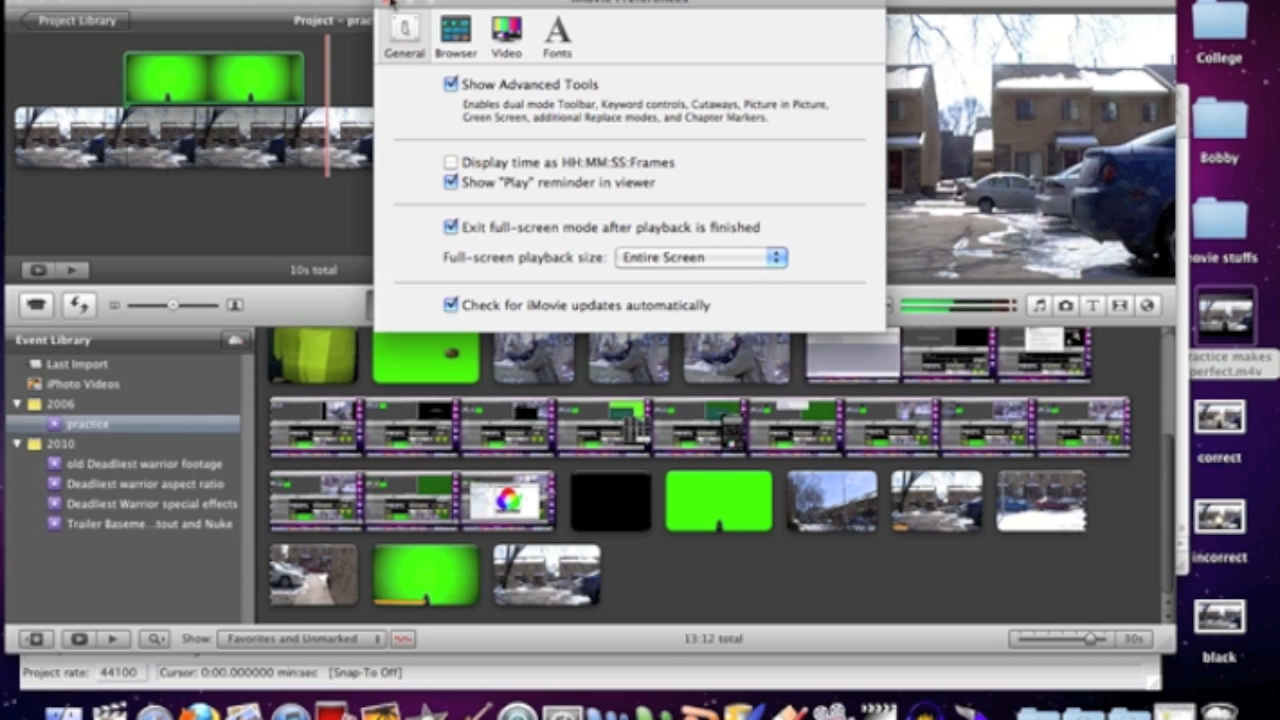 Project Library
Project - prac
iMovie Preferences
General
Browser
Video
Fonts
Show Advanced Tools
Enables dual mode Toolbar, Keyword controls, Cutaways, Picture in Picture,
Green Screen, additional Replace modes, and Chapter Markers.
Display time as HH:MM:SS:Frames
Show "Play" reminder in viewer
Exit full-screen mode after playback is finished
Full-screen playback size: Entire Screen
Check for iMovie updates automatically
10s total
Event Library
Last Import
iPhoto Videos
2006
practice
2010
old Deadliest warrior footage
Deadliest warrior aspect ratio
Deadliest Warrior special effects
Trailer Baseme...tout and Nuke
Show: Favorites and Unmarked
13:12 total
30s
Project rate: 44100
Cursor: 0:00.000000 min:sec [Snap-To Off]
College
Bobby
ovie stuffs
ractice makes
perfect.m4v
correct
incorrect
black